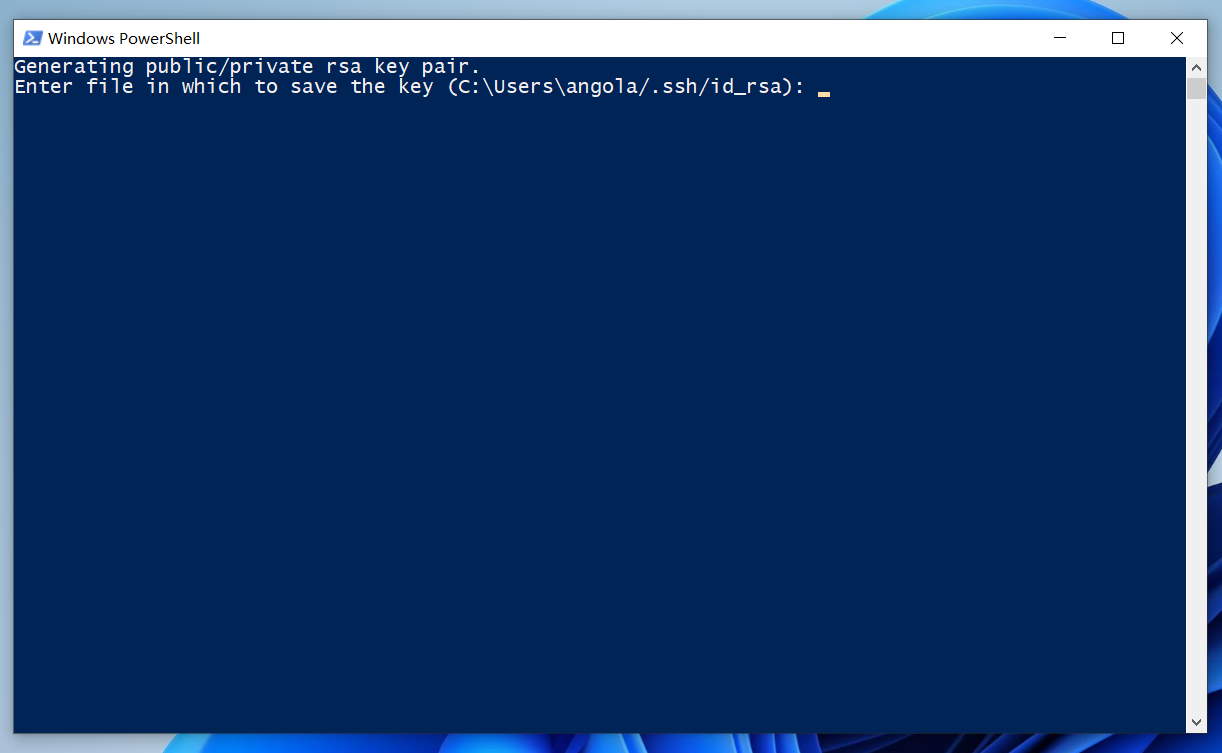 Windows PowerShell
Generating public/private rsa key pair.
Enter file in which to save the key (C:\Users\angola/.ssh/id_rsa):